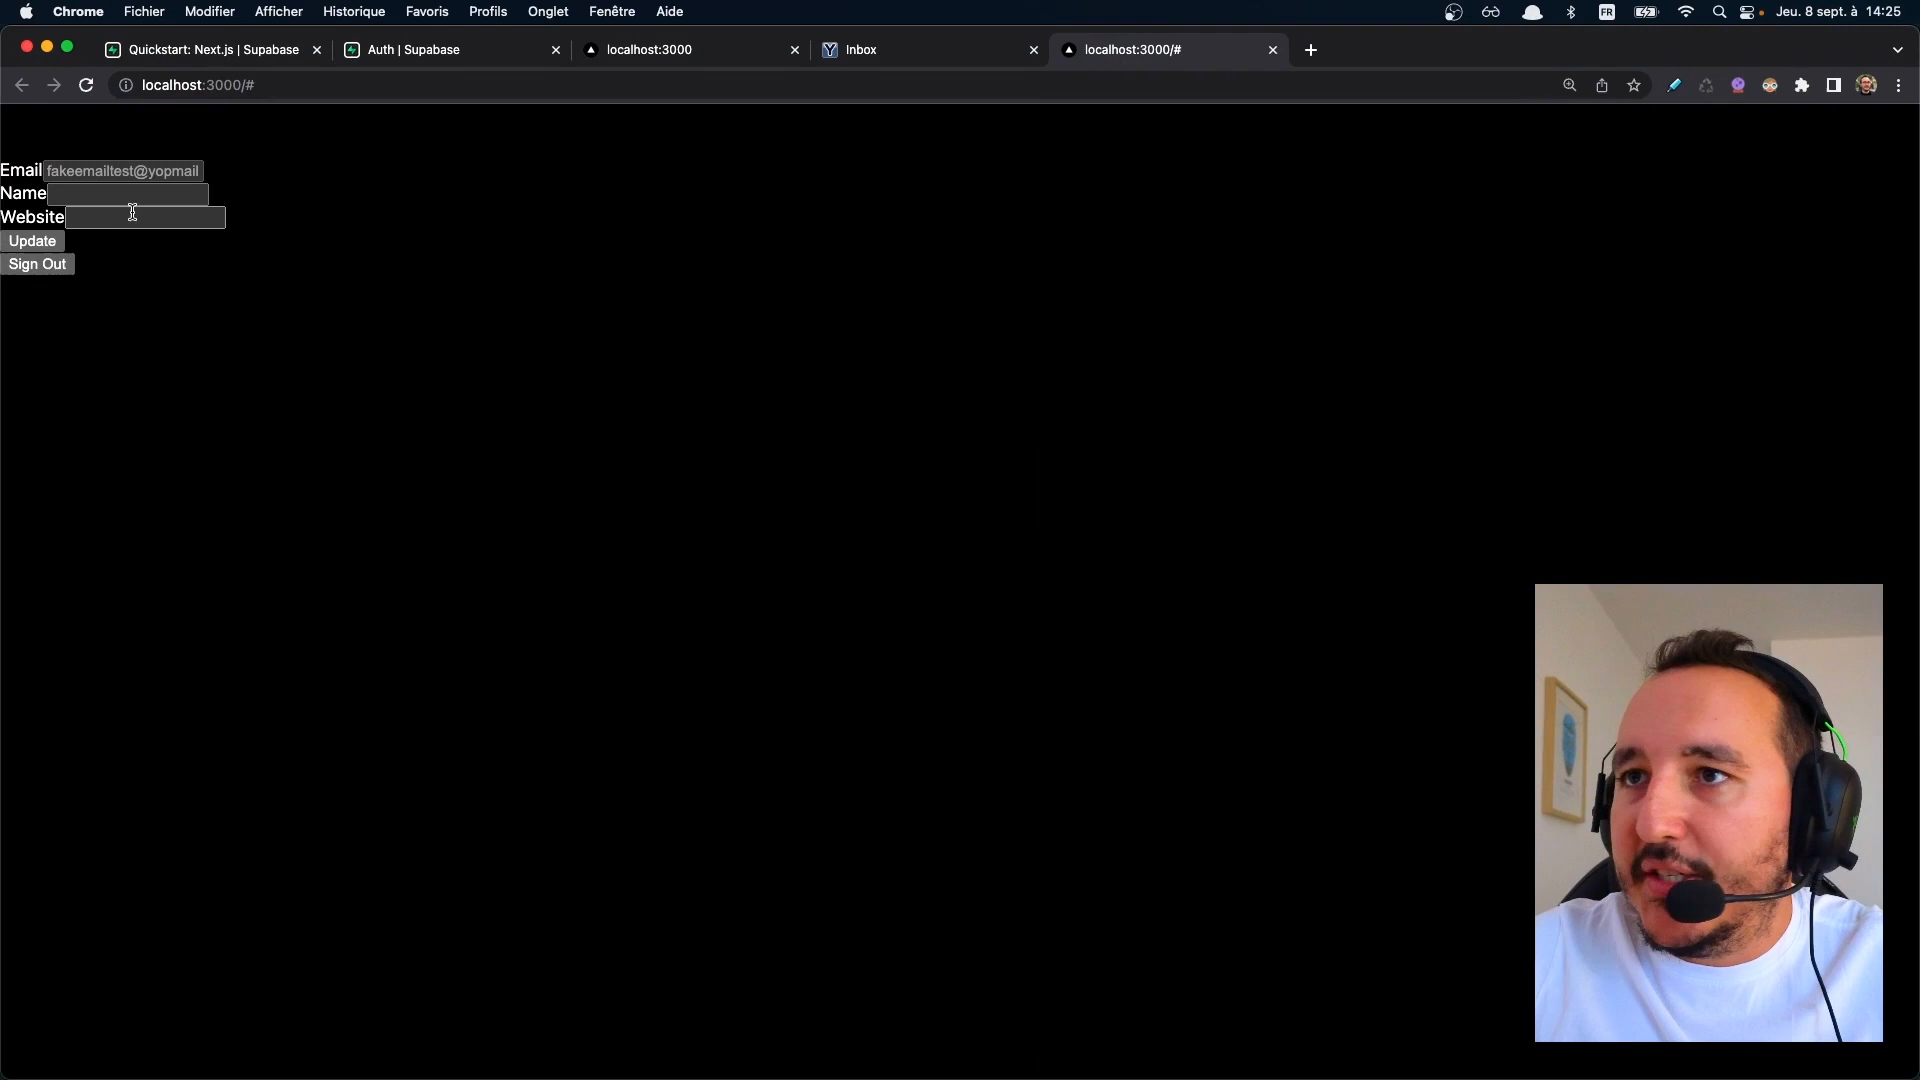 Chrome Fichier Modifier Afficher Historique Favoris Profils Onglet Fenêtre Aide FR Jeu. 8 sept. à 14:25
Quickstart: Next.js | Supabase Auth | Supabase localhost:3000 Inbox localhost:3000/#
localhost:3000/#
Email fakeemailtest@yopmail
Name
Website
Update
Sign Out